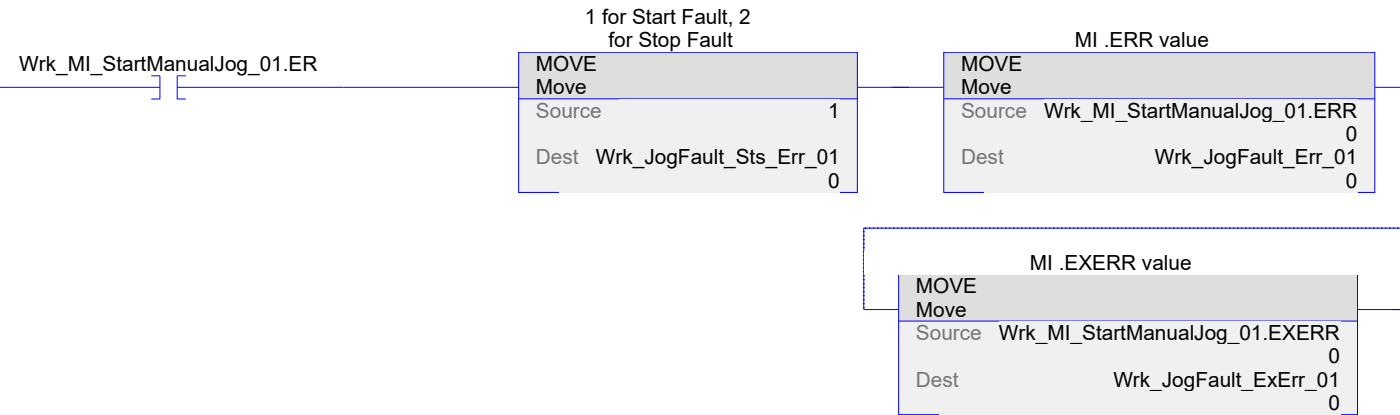 1 for Start Fault, 2
for Stop Fault
MI .ERR value
Wrk_MI_StartManualJog_01.ER
MOVE
Move
Source 1
Dest Wrk_JogFault_Sts_Err_01
0
MOVE
Move
Source Wrk_MI_StartManualJog_01.ERR
0
Dest Wrk_JogFault_Err_01
0
MI .EXERR value
MOVE
Move
Source Wrk_MI_StartManualJog_01.EXERR
0
Dest Wrk_JogFault_ExErr_01
0